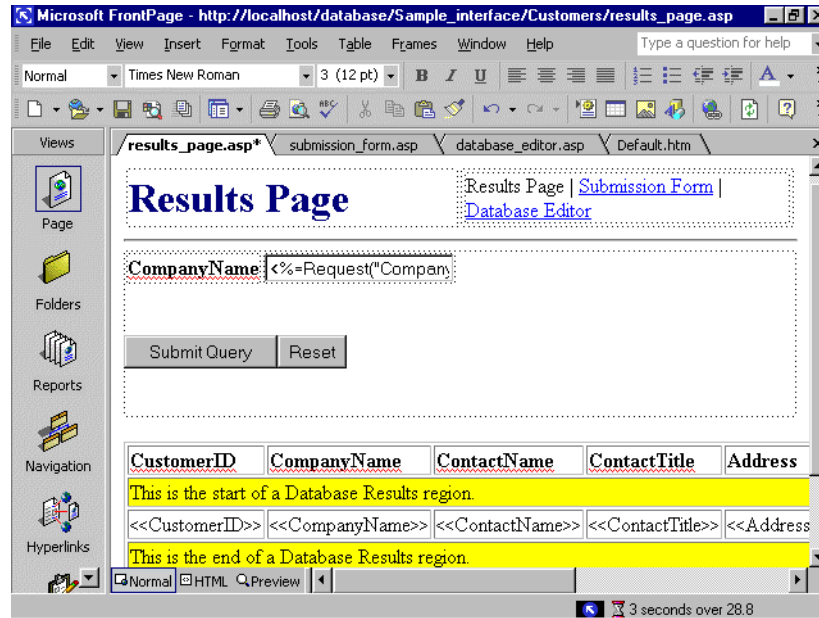 Microsoft FrontPage - http://localhost/database/Sample_interface/Customers/results_page.asp
File Edit View Insert Format Tools Table Frames Window Help Type a question for help
Normal Times New Roman 3 (12 pt) B I U A
ABC
Views results_page.asp* submission_form.asp database_editor.asp Default.htm
Results Page
Results Page | Submission Form |
Database Editor
Page
CompanyName <%=Request("Company
Folders
Submit Query Reset
Reports
CustomerID CompanyName ContactName ContactTitle Address
Navigation
This is the start of a Database Results region.
<<CustomerID>> <<CompanyName>> <<ContactName>> <<ContactTitle>> <<Address
Hyperlinks
This is the end of a Database Results region.
Normal HTML Preview
3 seconds over 28.8